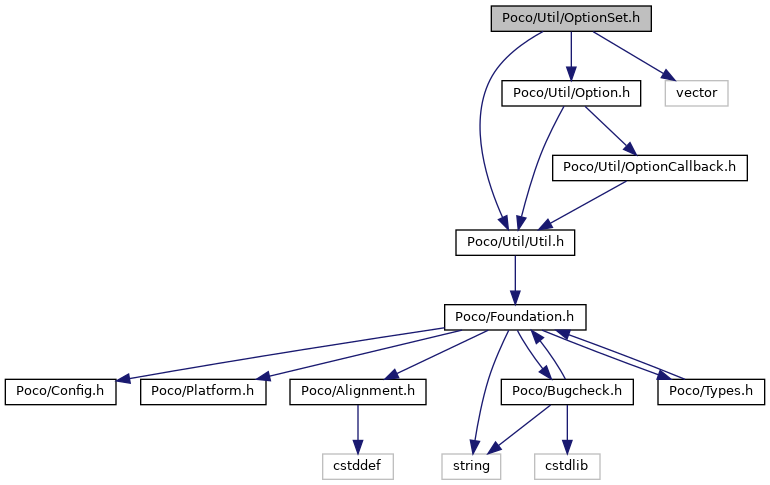 Poco/Util/OptionSet.h
Poco/Util/Option.h
vector
Poco/Util/OptionCallback.h
Poco/Util/Util.h
Poco/Foundation.h
Poco/Config.h
Poco/Platform.h
Poco/Alignment.h
Poco/Bugcheck.h
Poco/Types.h
cstddef
string
cstdlib